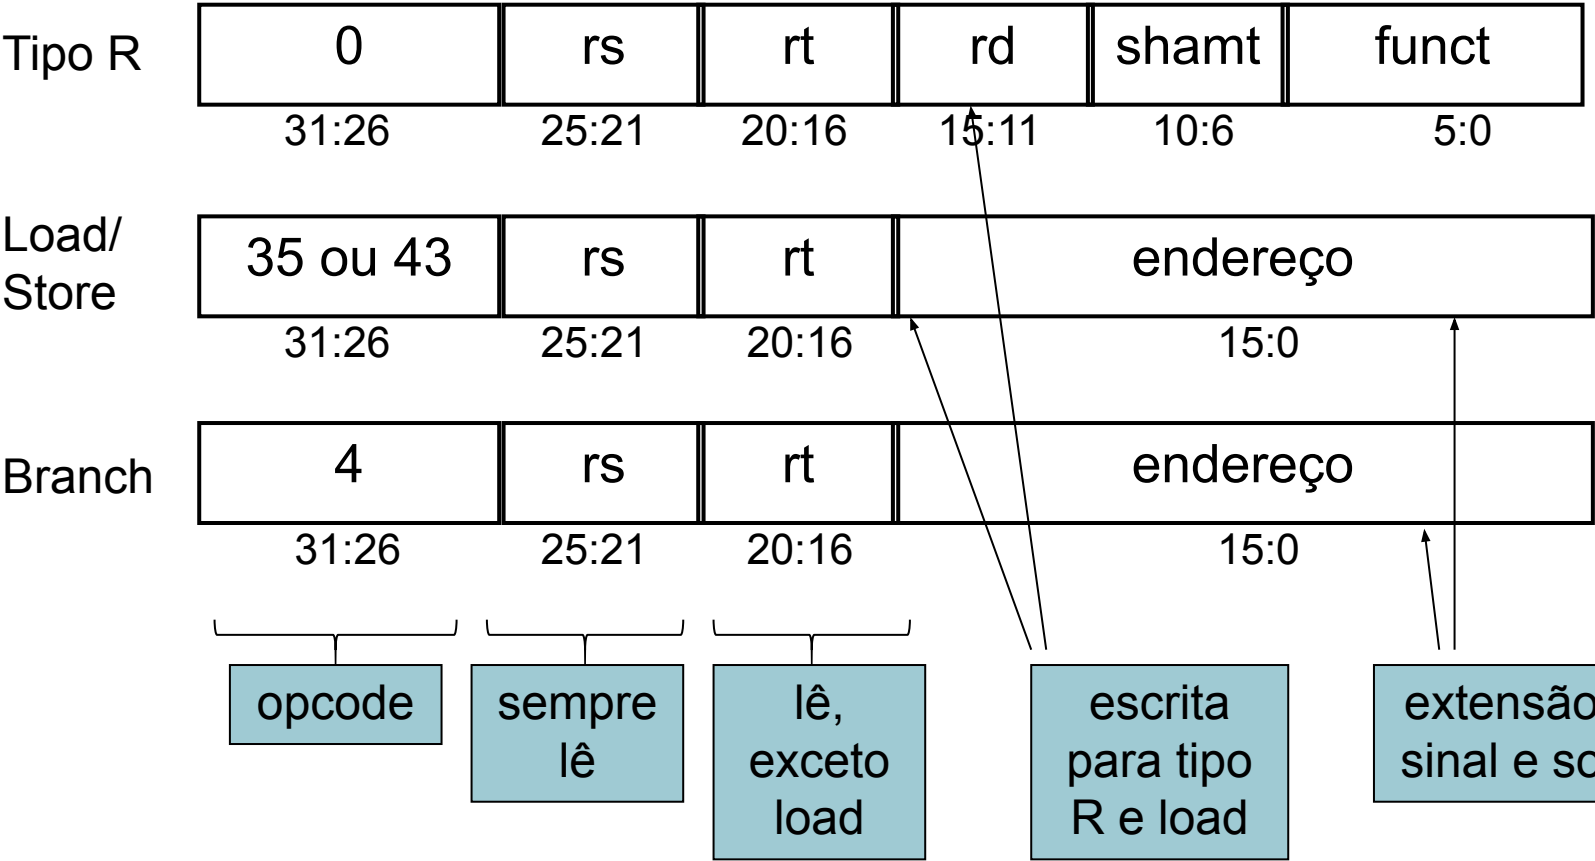 Tipo R 0 rs rt rd shamt funct
31:26 25:21 20:16 15:11 10:6 5:0
Load/
Store
35 ou 43 rs rt endereço
31:26 25:21 20:16 15:0
Branch 4 rs rt endereço
31:26 25:21 20:16 15:0
opcode
sempre
lê
lê,
exceto
load
escrita
para tipo
R e load
extensão
sinal e